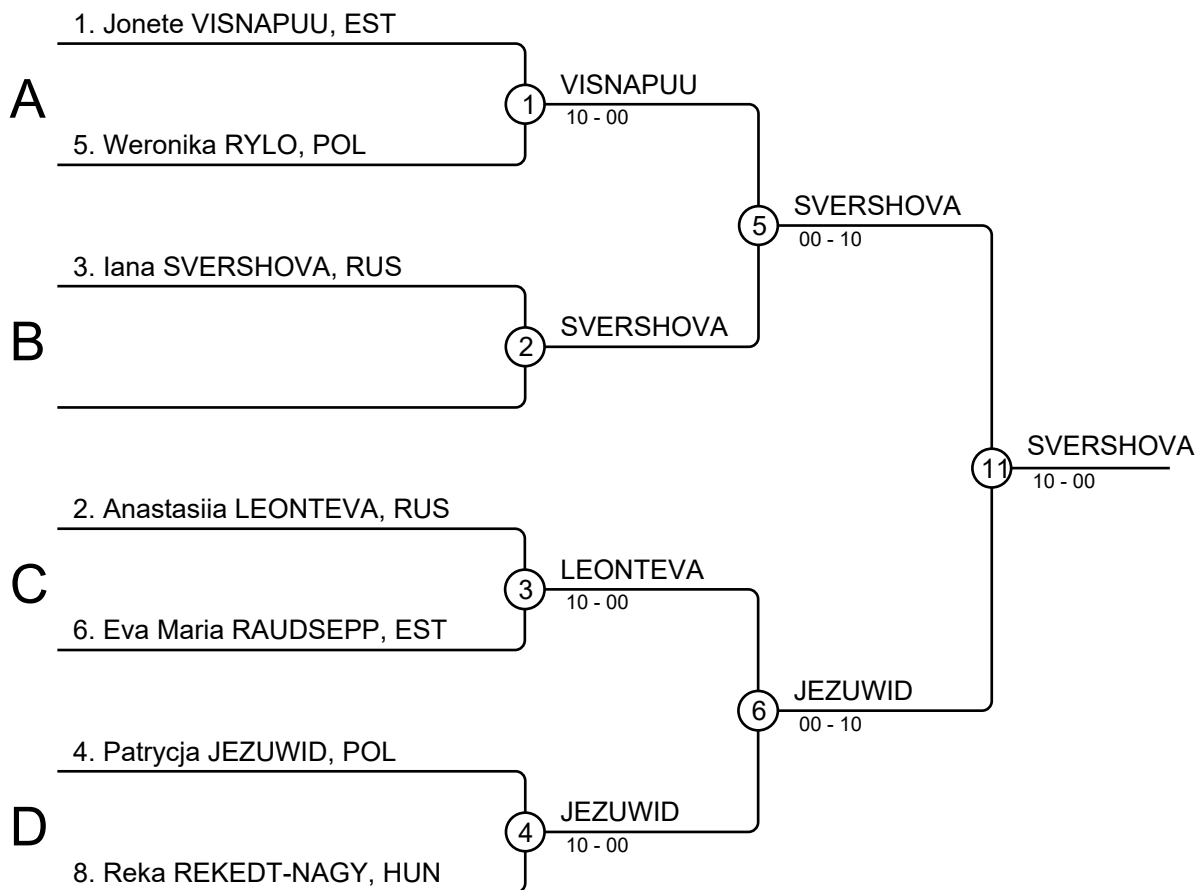 1. Jonete VISNAPUU, EST
A
1
VISNAPUU
10 - 00
5. Weronika RYLO, POL
5
SVERSHOVA
00 - 10
3. Iana SVERSHOVA, RUS
B
2
SVERSHOVA
11
SVERSHOVA
10 - 00
2. Anastasiia LEONTEVA, RUS
C
3
LEONTEVA
10 - 00
6. Eva Maria RAUDSEPP, EST
6
JEZUWID
00 - 10
4. Patrycja JEZUWID, POL
D
4
JEZUWID
10 - 00
8. Reka REKEDT-NAGY, HUN